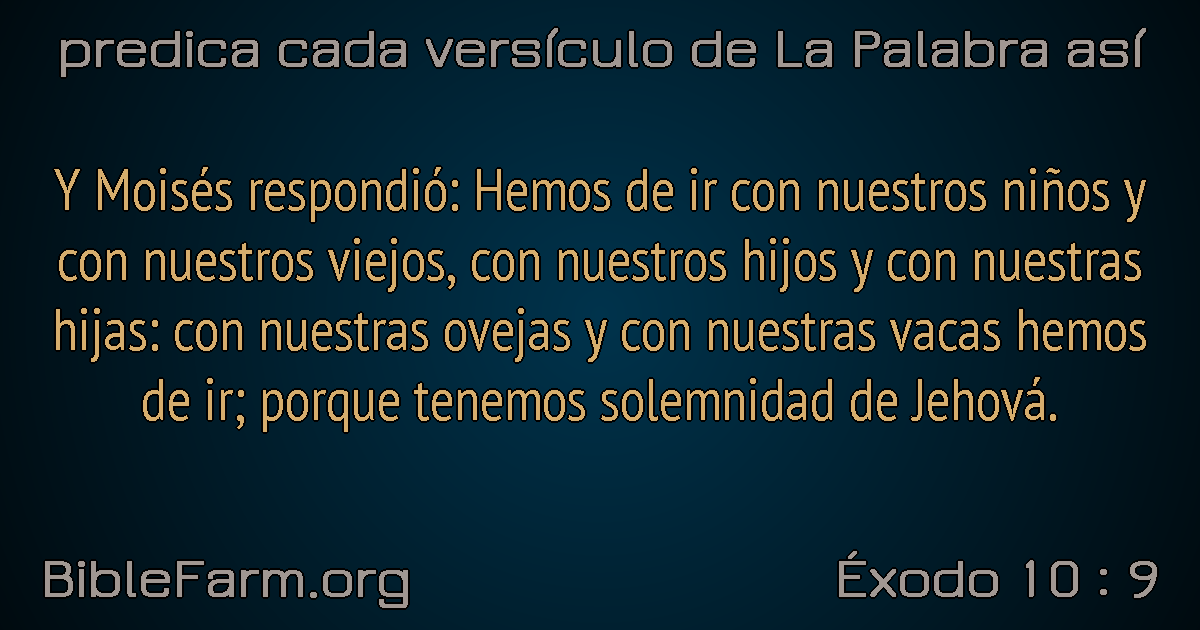 predica cada versículo de La Palabra así
Y Moisés respondió: Hemos de ir con nuestros niños y
con nuestros viejos, con nuestros hijos y con nuestras
hijas: con nuestras ovejas y con nuestras vacas hemos
de ir; porque tenemos solemnidad de Jehová.
BibleFarm.org
Éxodo 10 : 9